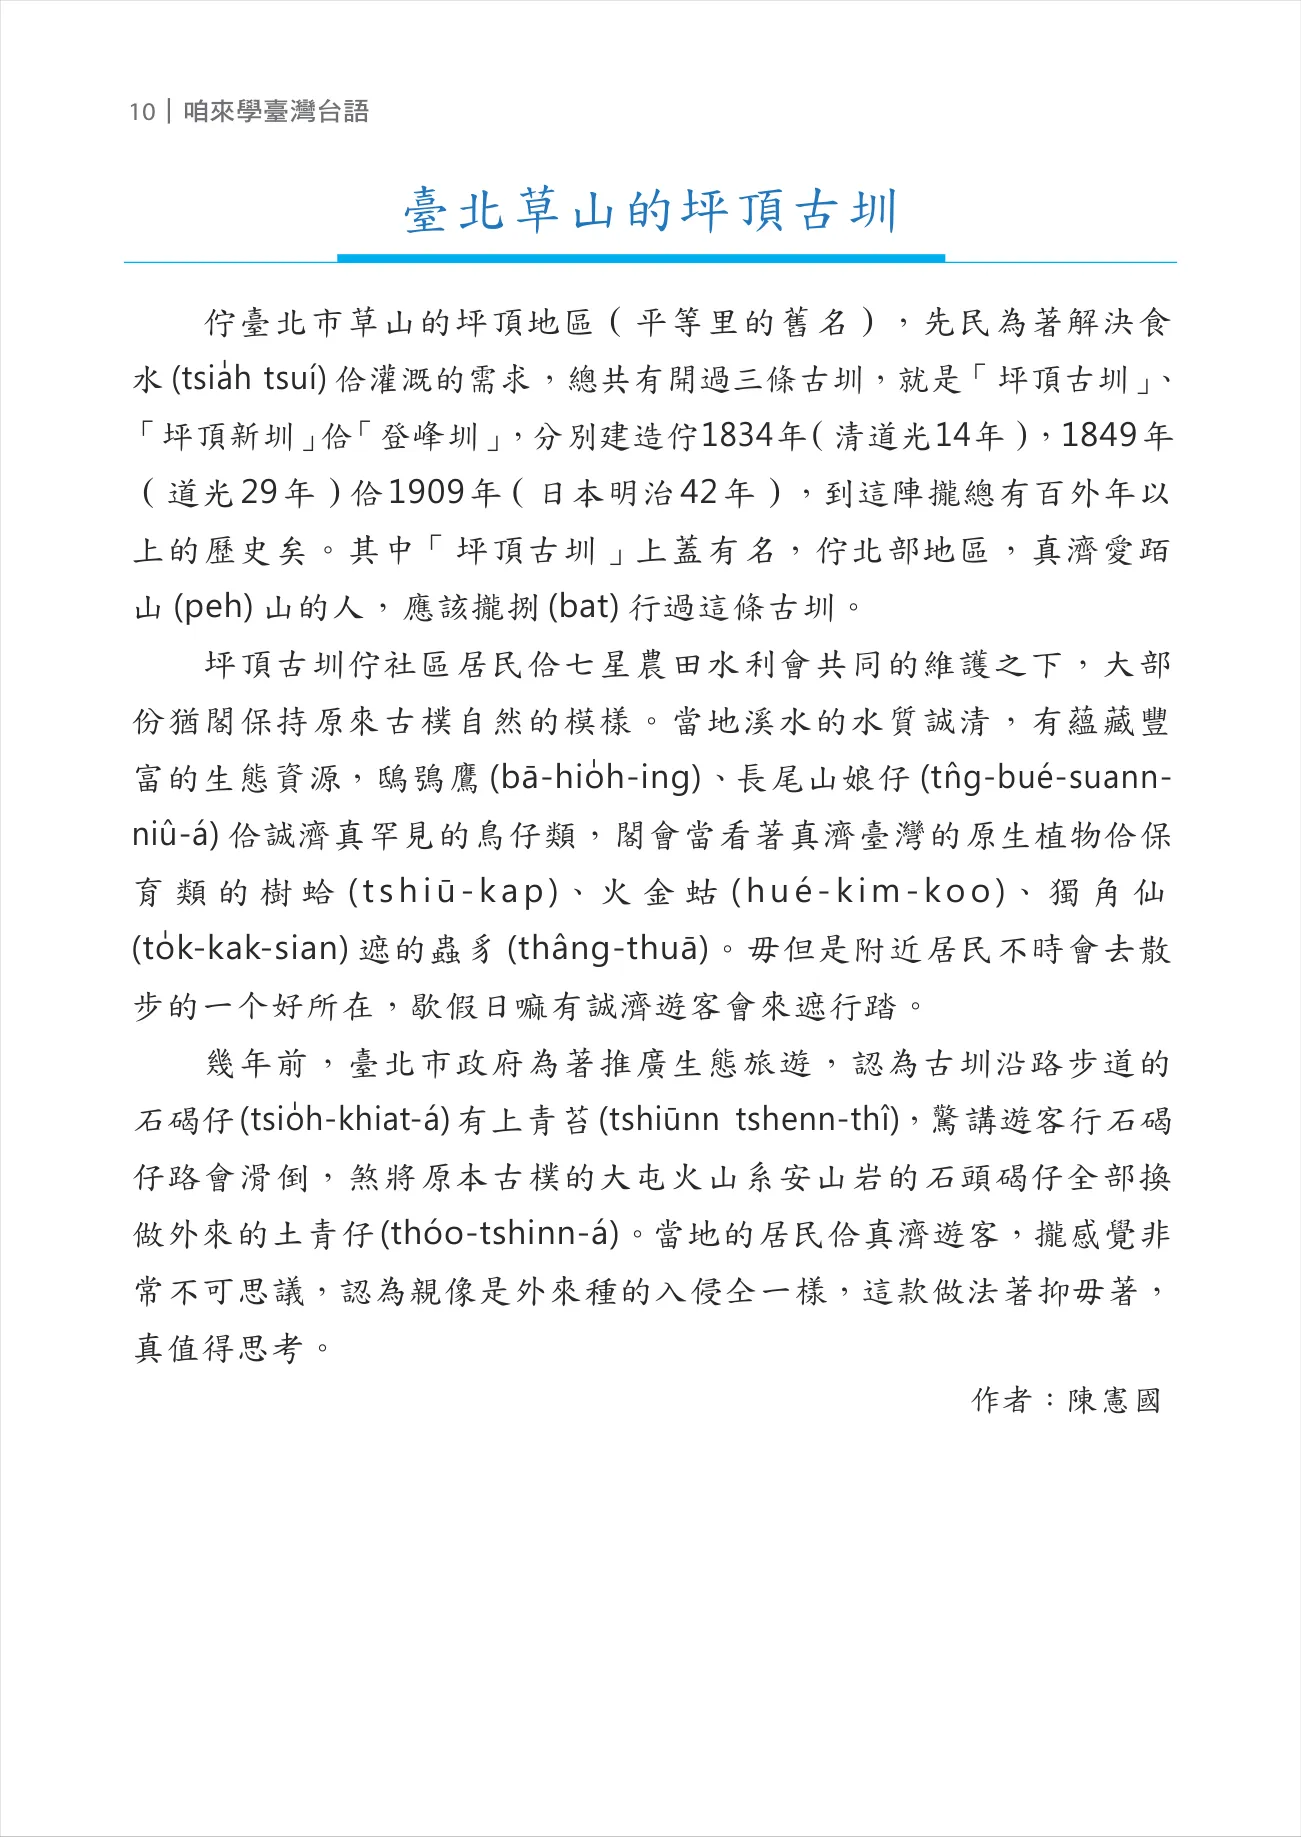 10｜咱來學臺灣台語
臺北草山的坪頂古圳
佇臺北市草山的坪頂地區（平等里的舊名），先民為著解決食
水 (tsia̍h tsuí) 佮灌溉的需求，總共有開過三條古圳，就是「坪頂古圳」、
「坪頂新圳」佮「登峰圳」，分別建造佇1834年（清道光14年），1849年
（道光29年）佮1909年（日本明治42年），到這陣攏總有百外年以
上的歷史矣。其中「坪頂古圳」上蓋有名，佇北部地區，真濟愛𬦰
山 (peh) 山的人，應該攏捌 (bat) 行過這條古圳。
坪頂古圳佇社區居民佮七星農田水利會共同的維護之下，大部
份猶閣保持原來古樸自然的模樣。當地溪水的水質誠清，有蘊藏豐
富的生態資源，鴟鴞鷹 (bā-hio̍h-ing)、長尾山娘仔 (tn̂g-bué-suann-
niû-á) 佮誠濟真罕見的鳥仔類，閣會當看著真濟臺灣的原生植物佮保
育類的樹蛤 (tshiū-kap)、火金蛄 (hué-kim-koo)、獨角仙
(to̍k-kak-sian) 遮的蟲豸 (thâng-thuā)。毋但是附近居民不時會去散
步的一个好所在，歇假日嘛有誠濟遊客會來遮行踏。
幾年前，臺北市政府為著推廣生態旅遊，認為古圳沿路步道的
石碣仔 (tsio̍h-khiat-á) 有上青苔 (tshiūnn tshenn-thî)，驚講遊客行石碣
仔路會滑倒，煞將原本古樸的大屯火山系安山岩的石頭碣仔全部換
做外來的土青仔 (thóo-tshinn-á)。當地的居民佮真濟遊客，攏感覺非
常不可思議，認為親像是外來種的入侵仝一樣，這款做法著抑毋著，
真值得思考。
作者：陳憲國